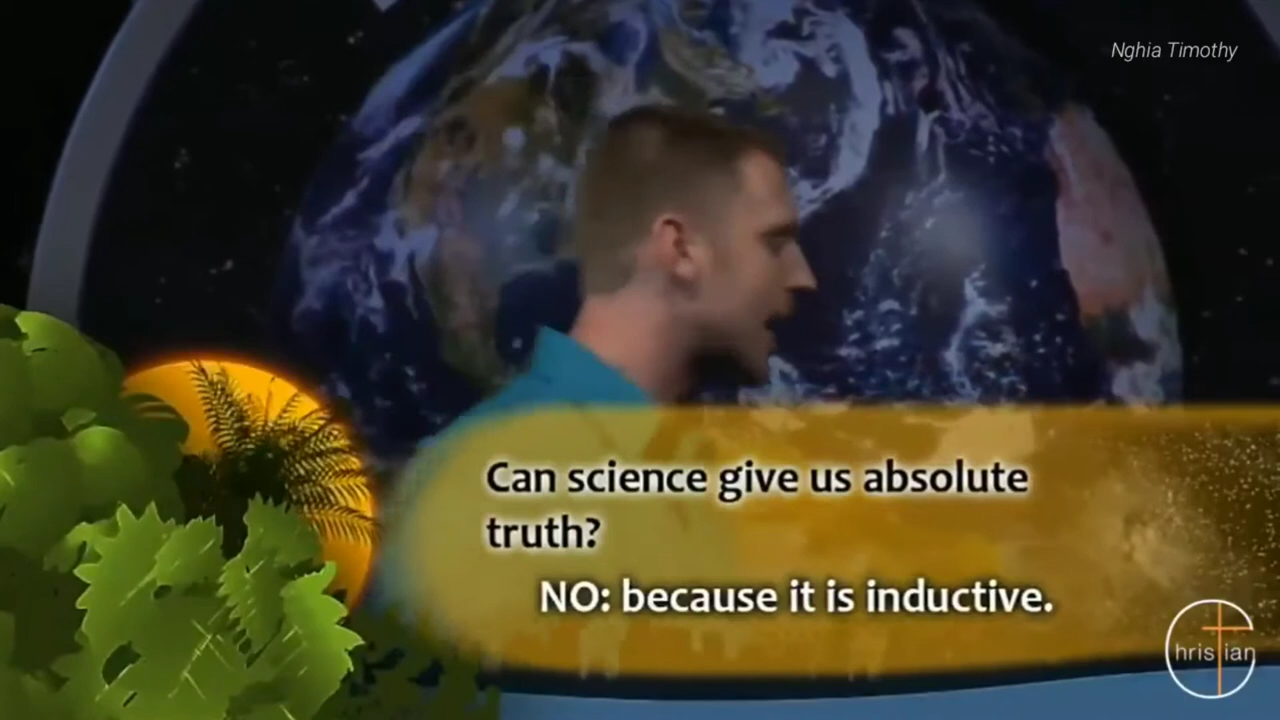 Nghia Timothy
Can science give us absolute
truth?
NO: because it is inductive.
hristian